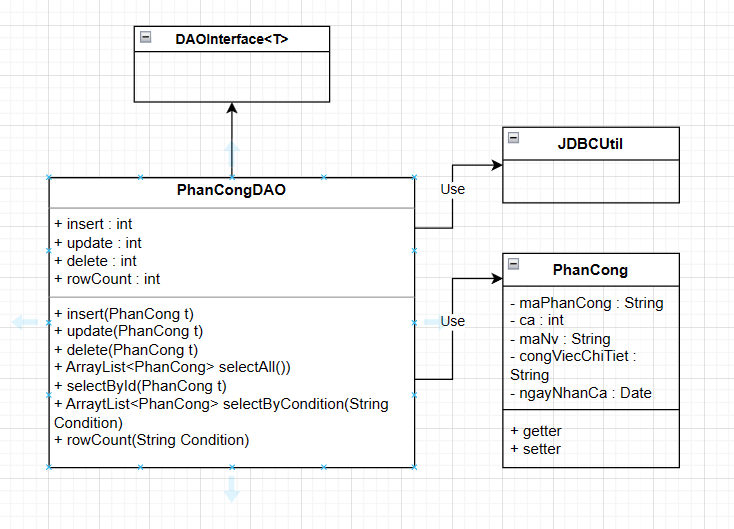 DAOInterface<T>
JDBCUtil
Use
PhanCongDAO
+ insert : int
+ update : int
+ delete : int
+ rowCount : int
+ insert(PhanCong t)
+ update(PhanCong t)
+ delete(PhanCong t)
+ ArrayList<PhanCong> selectAll())
+ selectById(PhanCong t)
+ ArraytList<PhanCong> selectByCondition(String
Condition)
+ rowCount(String Condition)
Use
PhanCong
- maPhanCong : String
- ca : int
- maNv : String
- congViecChiTiet :
String
- ngayNhanCa : Date
+ getter
+ setter